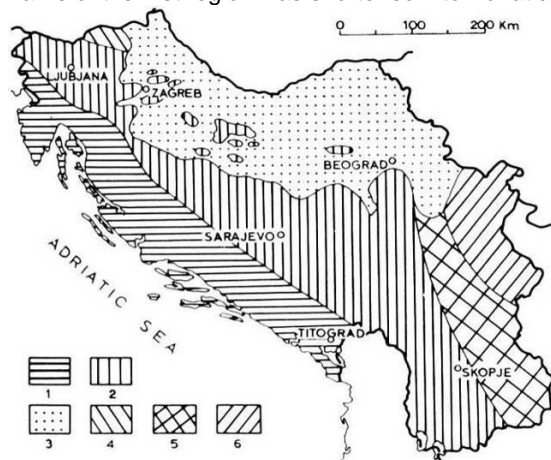 0 100 200 Km
LJUBJANA
ZAGREB
BEOGRAD
SARAJEVO
ADRIATIC SEA
TITOGRAD
SKOPJE
1 2
3 4 5 6